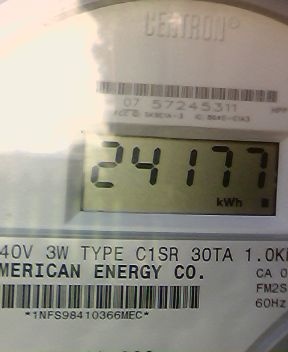 CENTRON®
07 57245311
24177
kWh
40V 3W TYPE C1SR 30TA 1.0K
MERICAN ENERGY CO.
CA 0
FM2S
60Hz
*1NFS98410366MEC*